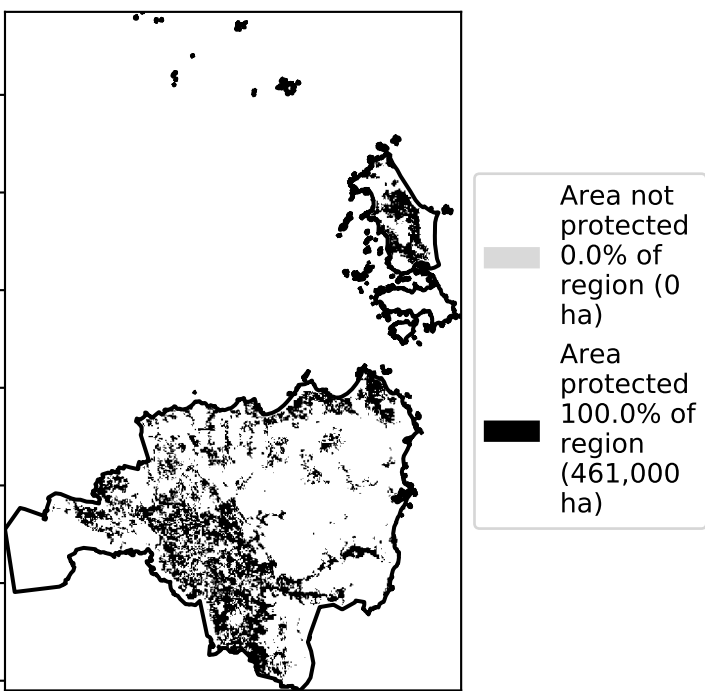 Area not
protected
0.0% of
region (0
ha)
Area
protected
100.0% of
region
(461,000
ha)